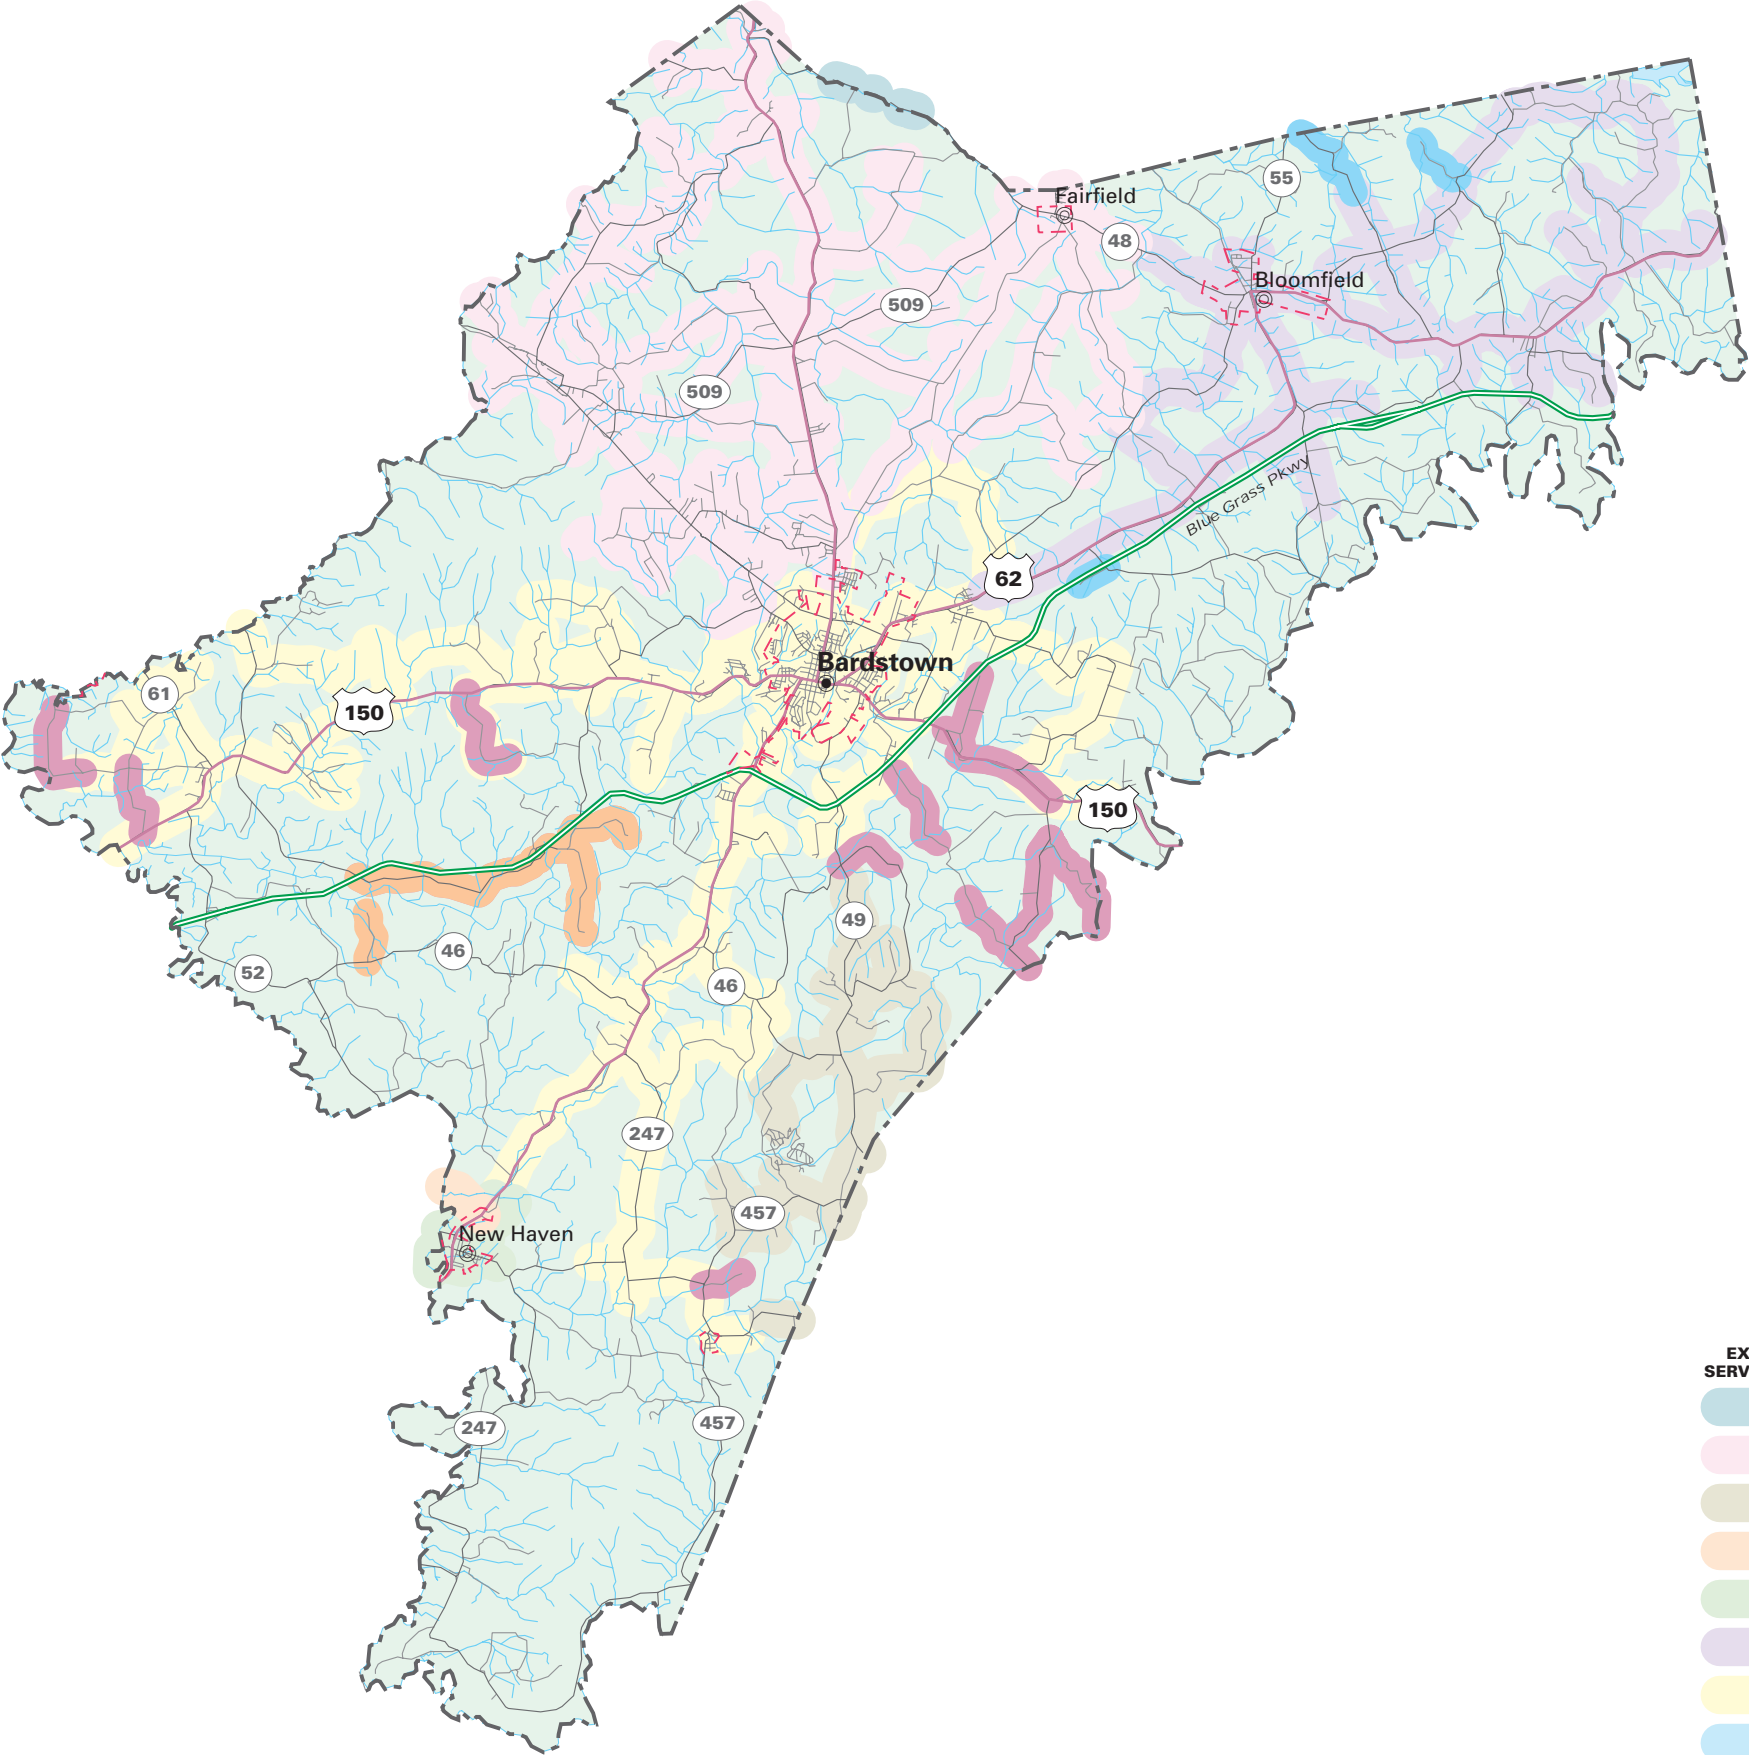 55
Fairfield
48
Bloomfield
509
509
Blue Grass Pkwy
62
Bardstown
61
150
150
49
52
46
46
247
457
New Haven
EX
SERV
247
457